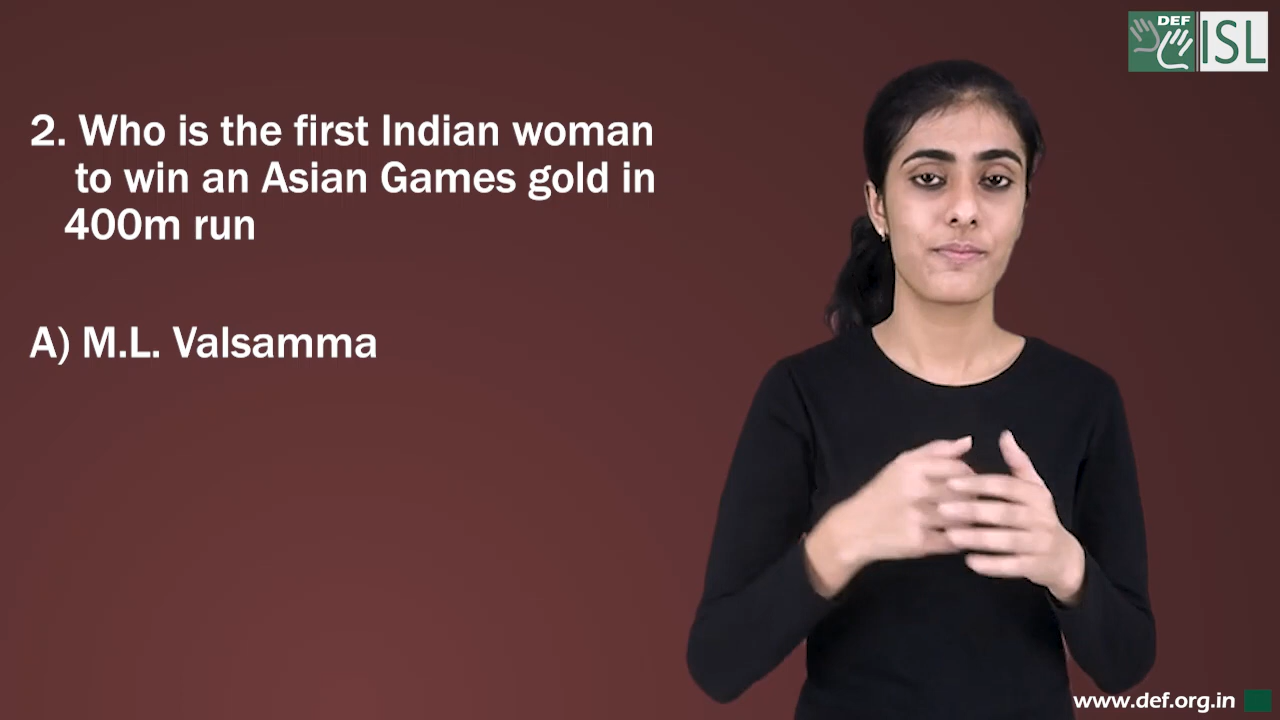 DEF
ISL
2. Who is the first Indian woman
to win an Asian Games gold in
400m run
A) M.L. Valsamma
www.def.org.in